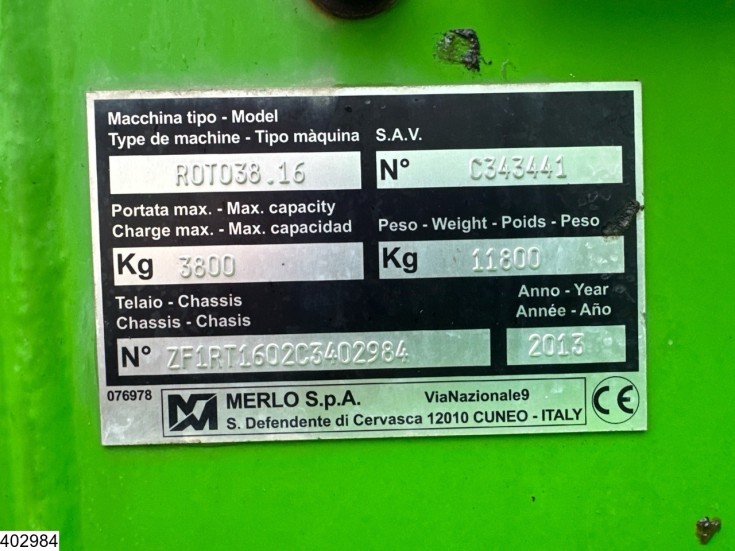 Macchina tipo - Model
Type de machine - Tipo màquina S.A.V.
ROTO38.16 N° C343441
Portata max. - Max. capacity
Charge max. - Max. capacidad Peso - Weight - Poids - Peso
Kg 3800 Kg 11800
Telaio - Chassis Anno - Year
Chassis - Chasis Année - Año
N° ZF1RT1602C3402984 2013
076978 MERLO S.p.A. ViaNazionale9
S. Defendente di Cervasca 12010 CUNEO - ITALY CE
402984